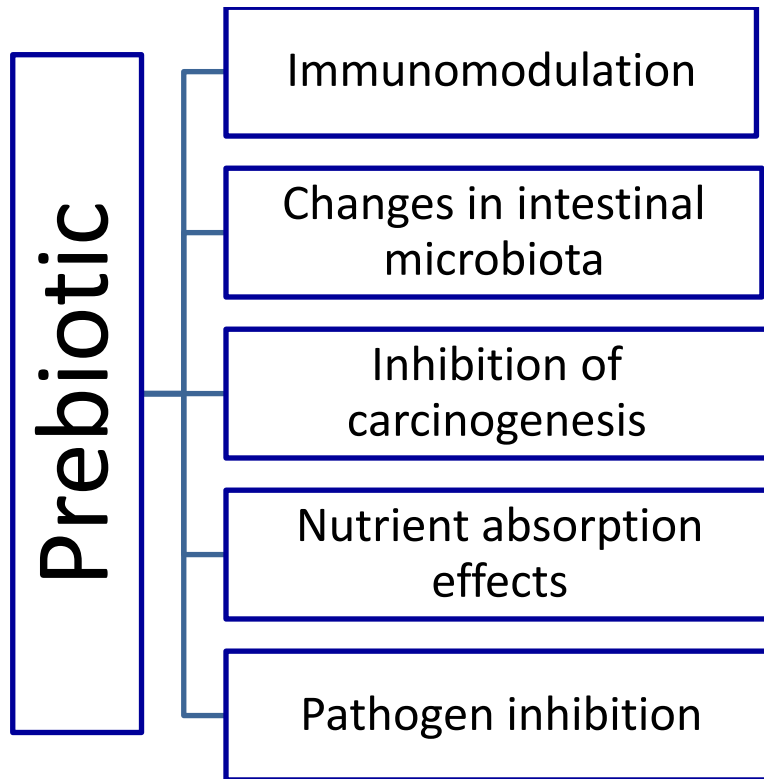 Prebiotic
Immunomodulation
Changes in intestinal
microbiota
Inhibition of
carcinogenesis
Nutrient absorption
effects
Pathogen inhibition